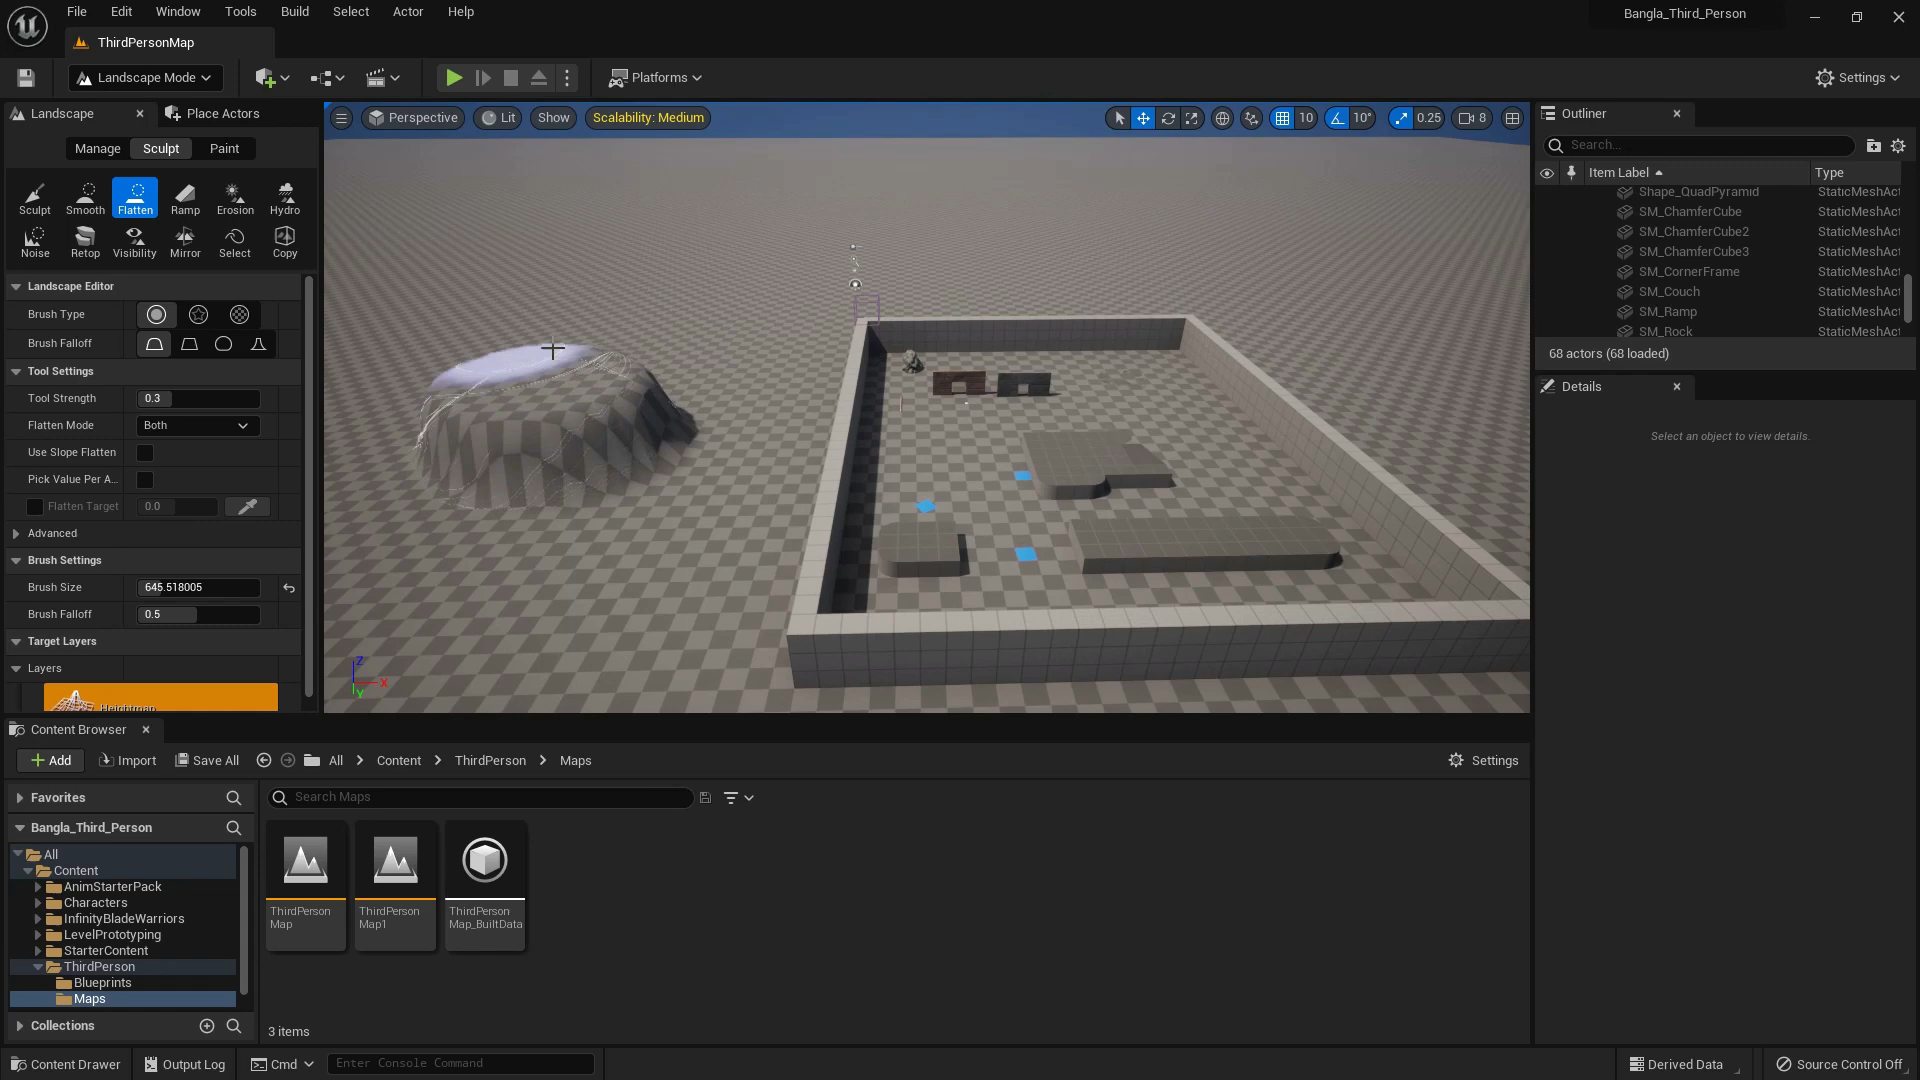 File Edit Window Tools Build Select Actor Help
Bangla_Third_Person
ThirdPersonMap
Landscape Mode
Platforms
Settings
Landscape
Place Actors
Manage Sculpt Paint
Sculpt Smooth Flatten Ramp Erosion Hydro
Noise Retop Visibility Mirror Select Copy
Landscape Editor
Brush Type
Brush Falloff
Tool Settings
Tool Strength 0.3
Flatten Mode Both
Use Slope Flatten
Pick Value Per A...
Flatten Target 0.0
Advanced
Brush Settings
Brush Size 645.518005
Brush Falloff 0.5
Target Layers
Layers
Heightmap
Perspective Lit Show Scalability: Medium
10 10° 0.25 8
Z
X
Y
Outliner
Search...
Item Label Type
Shape_QuadPyramid StaticMeshAct
SM_ChamferCube StaticMeshAct
SM_ChamferCube2 StaticMeshAct
SM_ChamferCube3 StaticMeshAct
SM_CornerFrame StaticMeshAct
SM_Couch StaticMeshAct
SM_Ramp StaticMeshAct
SM_Rock StaticMeshAct
68 actors (68 loaded)
Details
Select an object to view details.
Content Browser
Add Import Save All All Content ThirdPerson Maps
Settings
Favorites
Bangla_Third_Person
All
Content
AnimStarterPack
Characters
InfinityBladeWarriors
LevelPrototyping
StarterContent
ThirdPerson
Blueprints
Maps
Collections
Search Maps
ThirdPerson
Map
ThirdPerson
Map1
ThirdPerson
Map_BuiltData
3 items
Content Drawer Output Log Cmd Enter Console Command
Derived Data Source Control Off